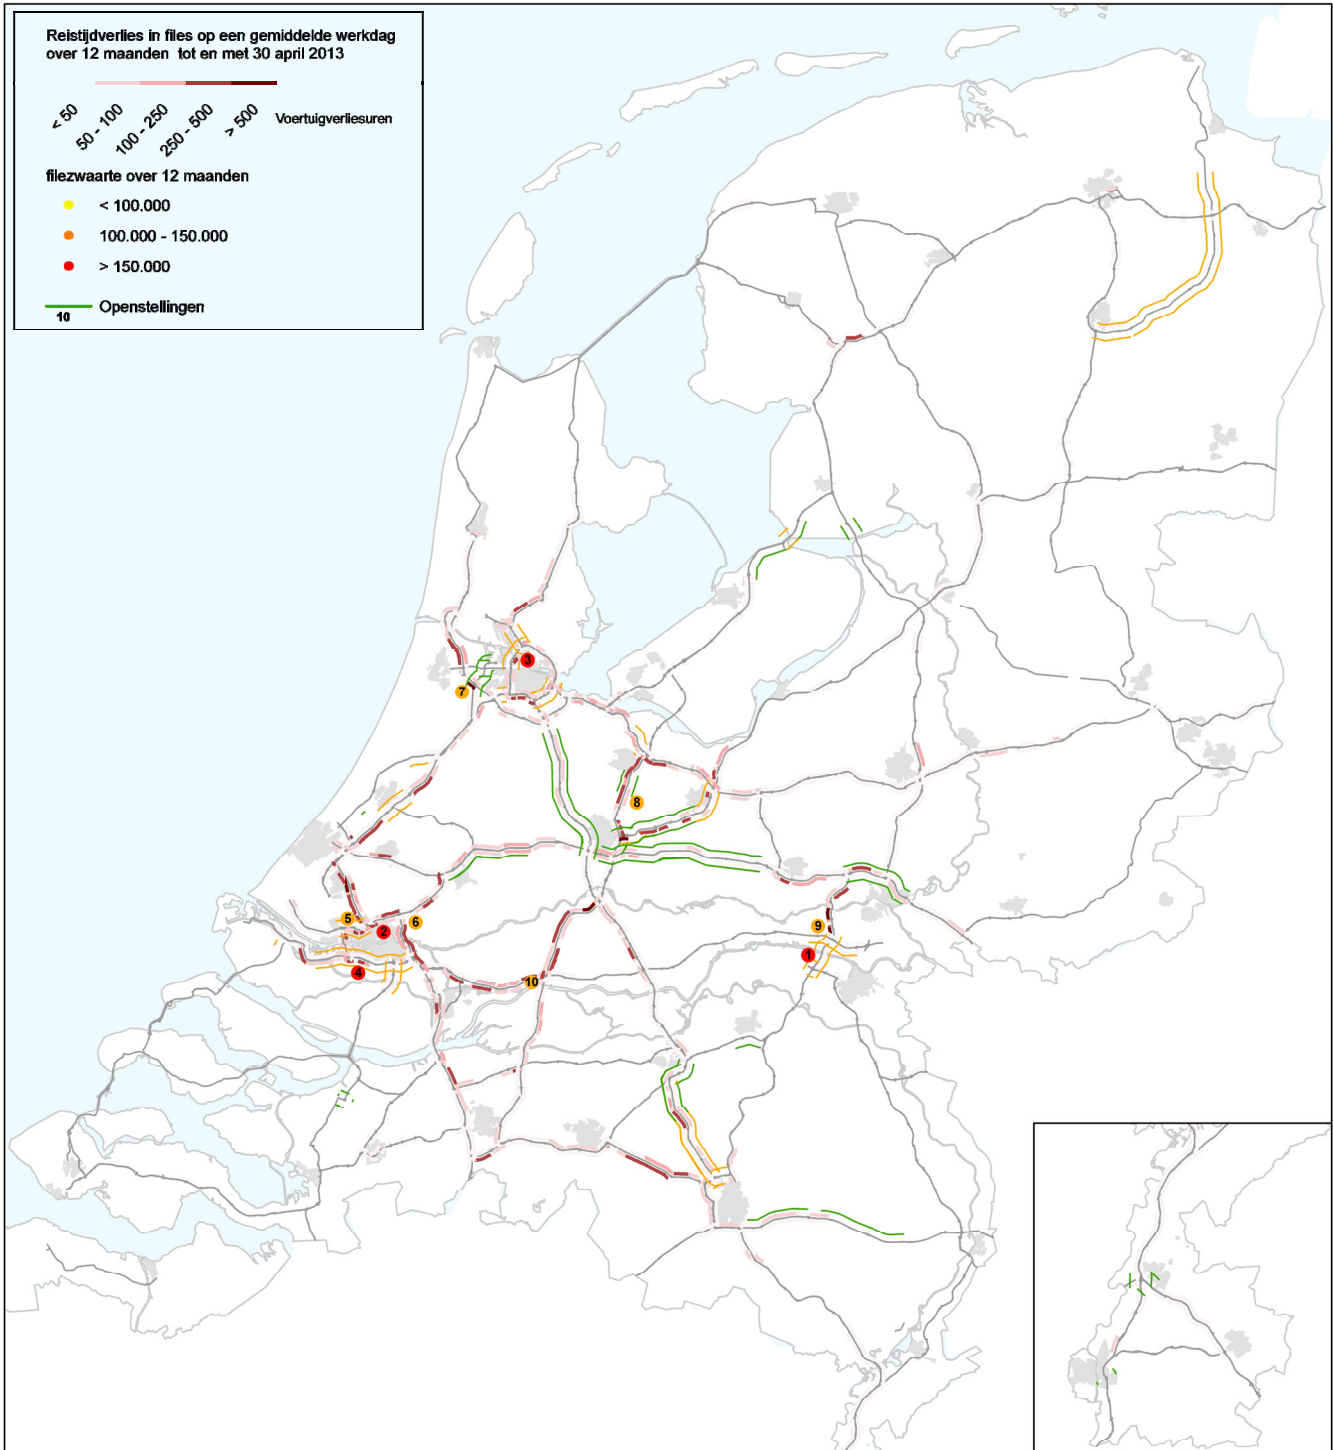 Reistijdverlies in files op een gemiddelde werkdag
over 12 maanden tot en met 30 april 2013
< 50
50 - 100
100 - 250
250 - 500
> 500
Voertuigverliesuren
filezwaarte over 12 maanden
< 100.000
100.000 - 150.000
> 150.000
Openstellingen
10
3
7
8
5
6
2
9
1
4
10